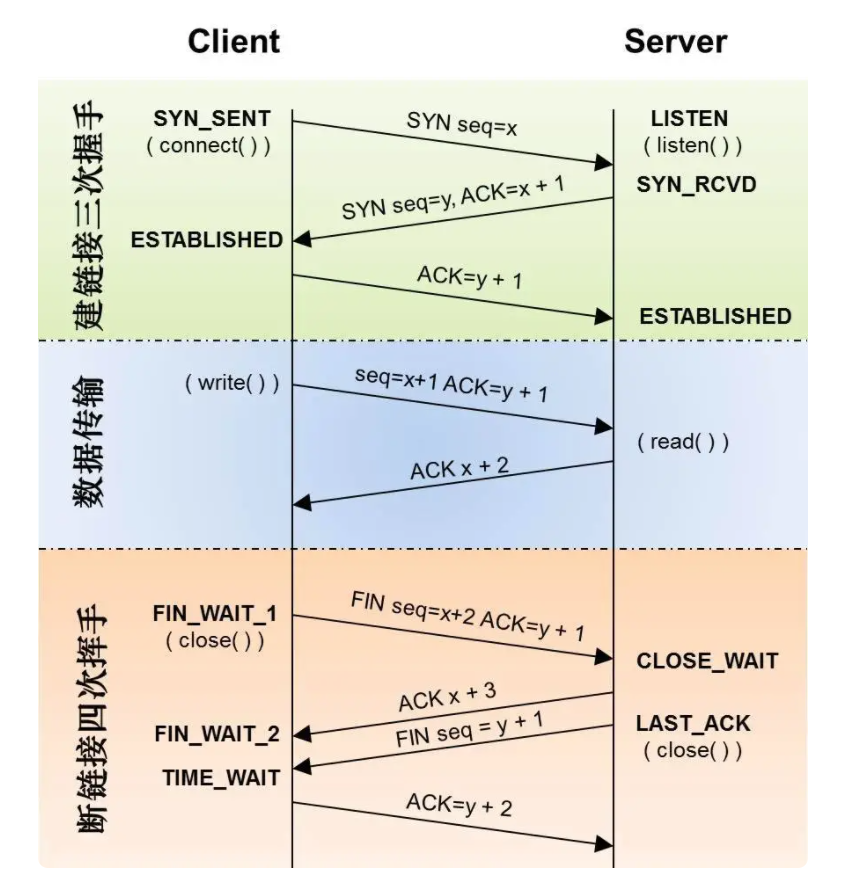 Client
Server
建链接三次握手
SYN_SENT
( connect( ) )
SYN seq=x
LISTEN
( listen( ) )
SYN_RCVD
SYN seq=y, ACK=x + 1
ESTABLISHED
ACK=y + 1
ESTABLISHED
数据传输
( write( ) )
seq=x+1 ACK=y + 1
( read( ) )
ACK x + 2
断链接四次挥手
FIN_WAIT_1
( close( ) )
FIN seq=x+2 ACK=y + 1
CLOSE_WAIT
ACK x + 3
FIN_WAIT_2
FIN seq = y + 1
LAST_ACK
( close( ) )
TIME_WAIT
ACK=y + 2